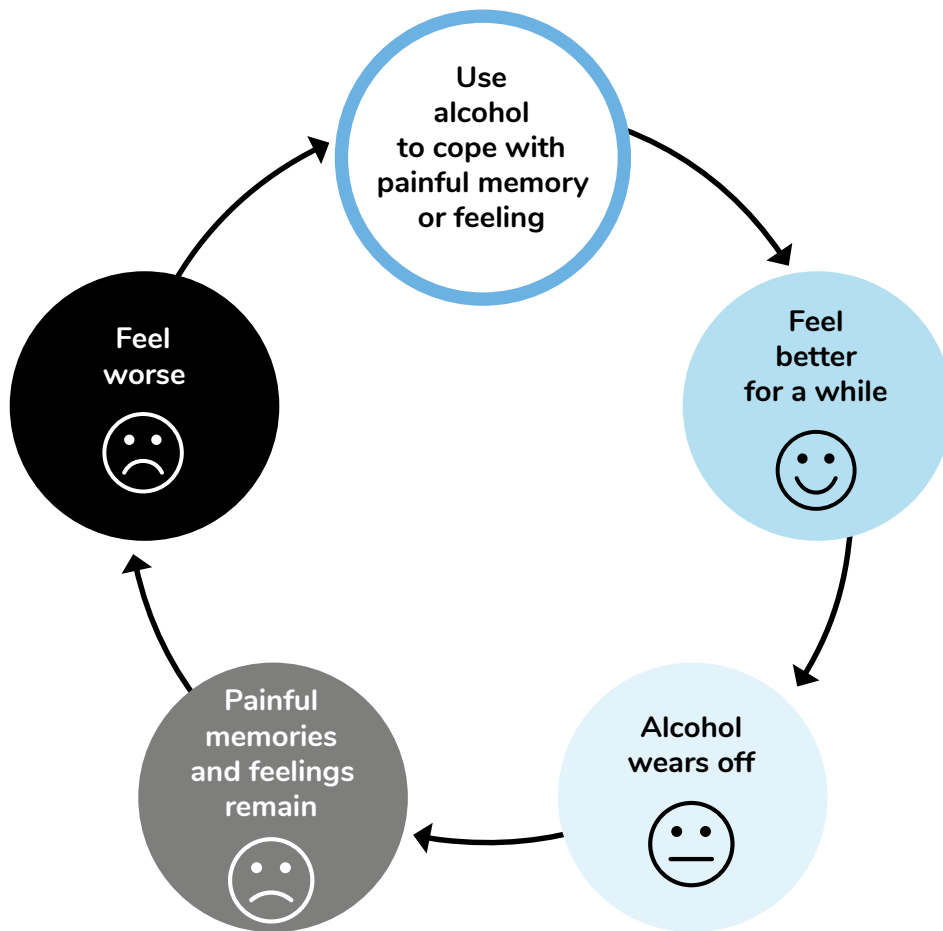 Use
alcohol
to cope with
painful memory
or feeling
Feel
better
for a while
Alcohol
wears off
Painful
memories
and feelings
remain
Feel
worse